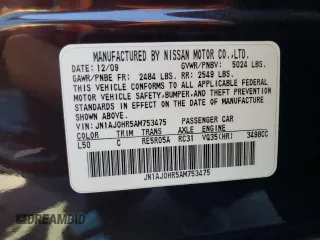 MANUFACTURED BY NISSAN MOTOR CO.,LTD.
DATE: 12/09 GVWR/PNBV: 5024 LBS.
GAWR/PNBE FR: 2484 LBS. RR: 2549 LBS.
THIS VEHICLE CONFORMS TO ALL APPLICABLE FEDERAL
MOTOR VEHICLE SAFETY,BUMPER,AND THEFT PREVENTION
STANDARDS IN EFFECT ON THE DATE OF MANUFACTURE
SHOWN ABOVE.
V.I.N: JN1AJ0HR5AM753475 PASSENGER CAR
COLOR TRIM TRANS AXLE ENGINE
L50 C RE5R05A RC31 VQ35(HR) 3498CC
JN1AJ0HR5AM753475
© DREAMBID